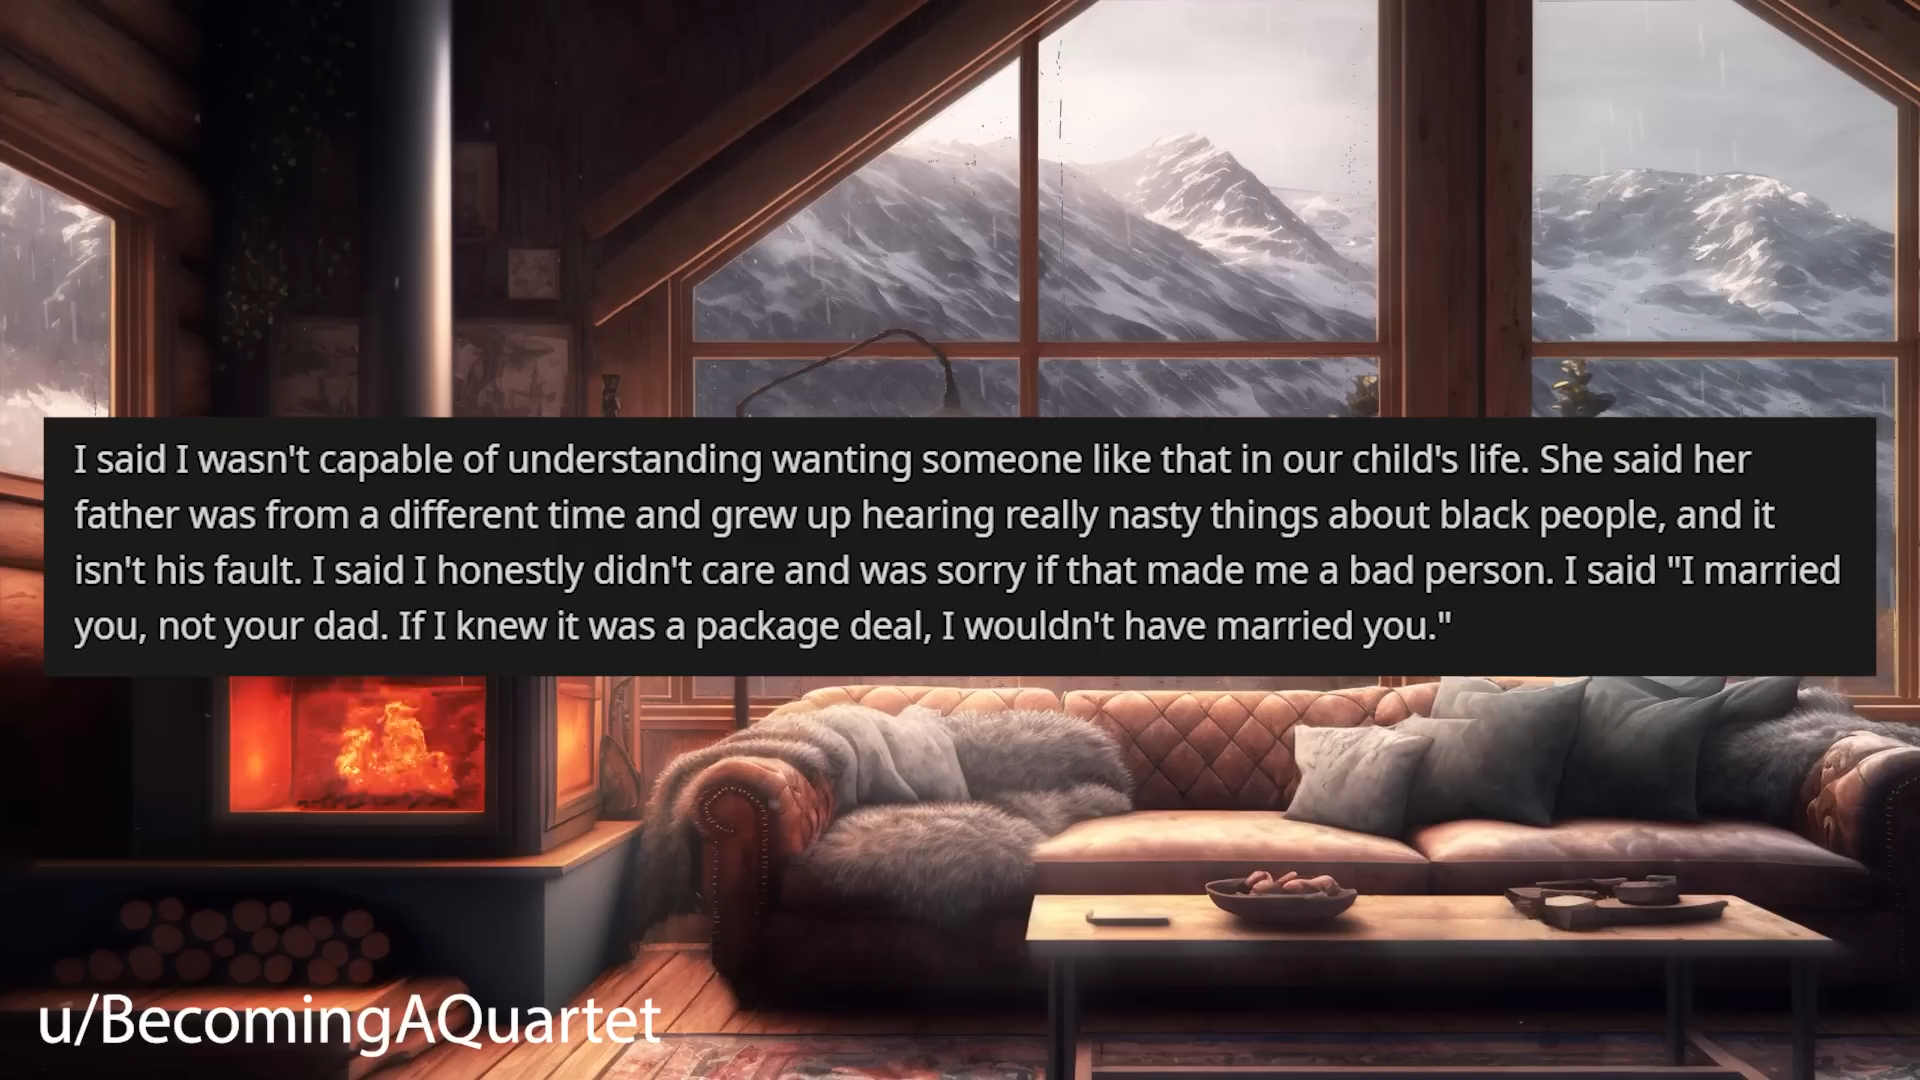 I said I wasn't capable of understanding wanting someone like that in our child's life. She said her
father was from a different time and grew up hearing really nasty things about black people, and it
isn't his fault. I said I honestly didn't care and was sorry if that made me a bad person. I said "I married
you, not your dad. If I knew it was a package deal, I wouldn't have married you."
u/BecomingAQuartet